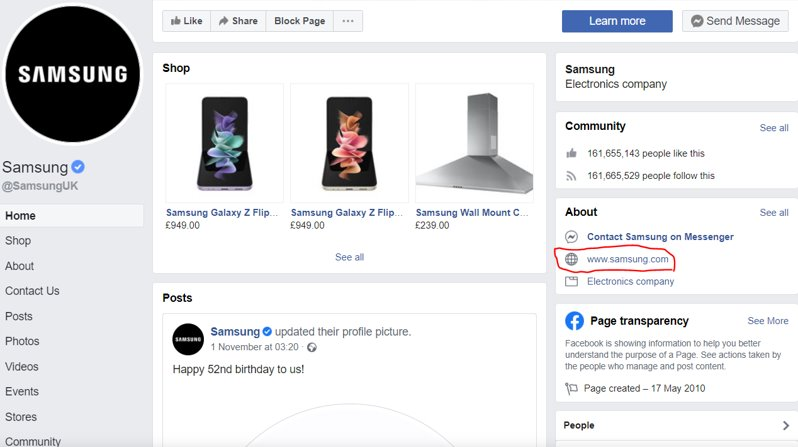 SAMSUNG
Samsung
@SamsungUK
Home
Shop
About
Contact Us
Posts
Photos
Videos
Events
Stores
Community
Like
Share
Block Page
Learn more
Send Message
Shop
Samsung Galaxy Z Flip...
£949.00
Samsung Galaxy Z Flip...
£949.00
Samsung Wall Mount C...
£239.00
See all
Posts
SAMSUNG
Samsung updated their profile picture.
1 November at 03:20 ·
Happy 52nd birthday to us!
Samsung
Electronics company
Community
See all
161,655,143 people like this
161,665,529 people follow this
About
See all
Contact Samsung on Messenger
www.samsung.com
Electronics company
Page transparency
See More
Facebook is showing information to help you better
understand the purpose of a Page. See actions taken by
the people who manage and post content.
Page created – 17 May 2010
People